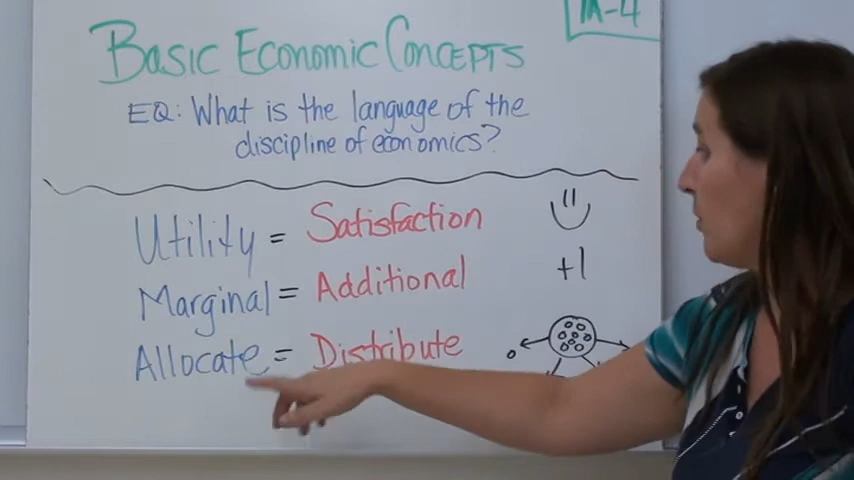 M-4
BASIC ECONOMIC CONCEPTS
EQ: What is the language of the
discipline of economics?
Utility = Satisfaction
Marginal = Additional
+1
Allocate = Distribute